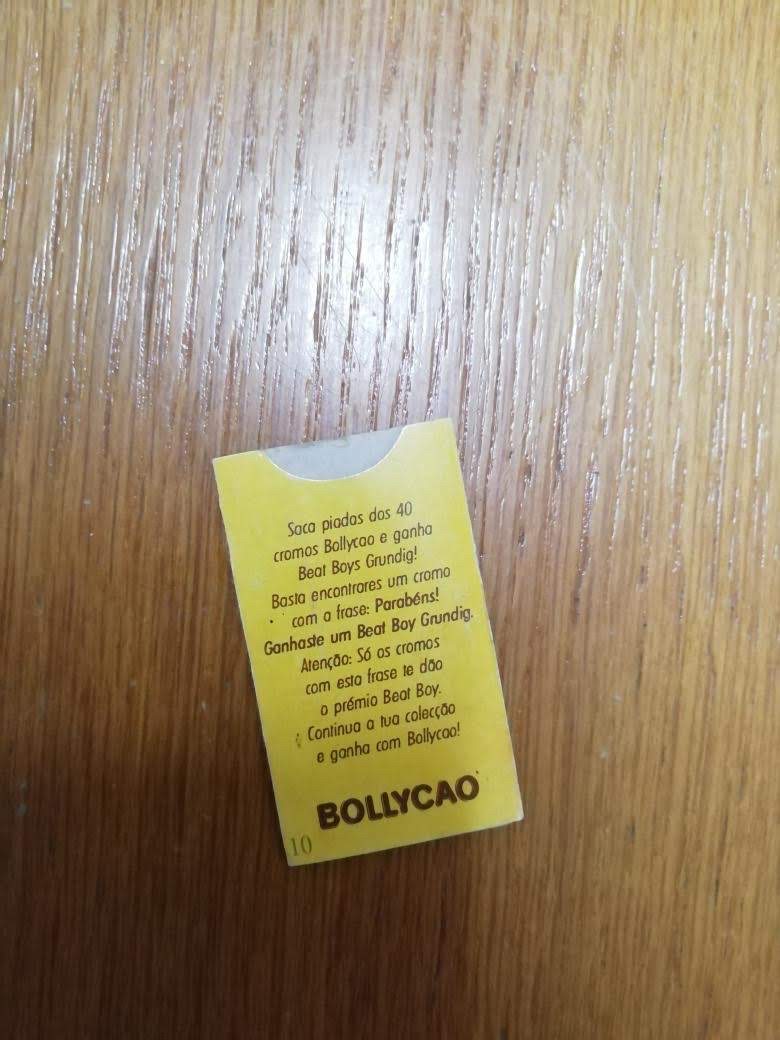 Saca piadas dos 40
cromos Bollycao e ganha
Beat Boys Grundig!
Basta encontrares um cromo
com a frase: Parabéns!
Ganhaste um Beat Boy Grundig.
Atenção: Só os cromos
com esta frase te dão
o prémio Beat Boy.
Continua a tua colecção
e ganha com Bollycao!
BOLLYCAO
10